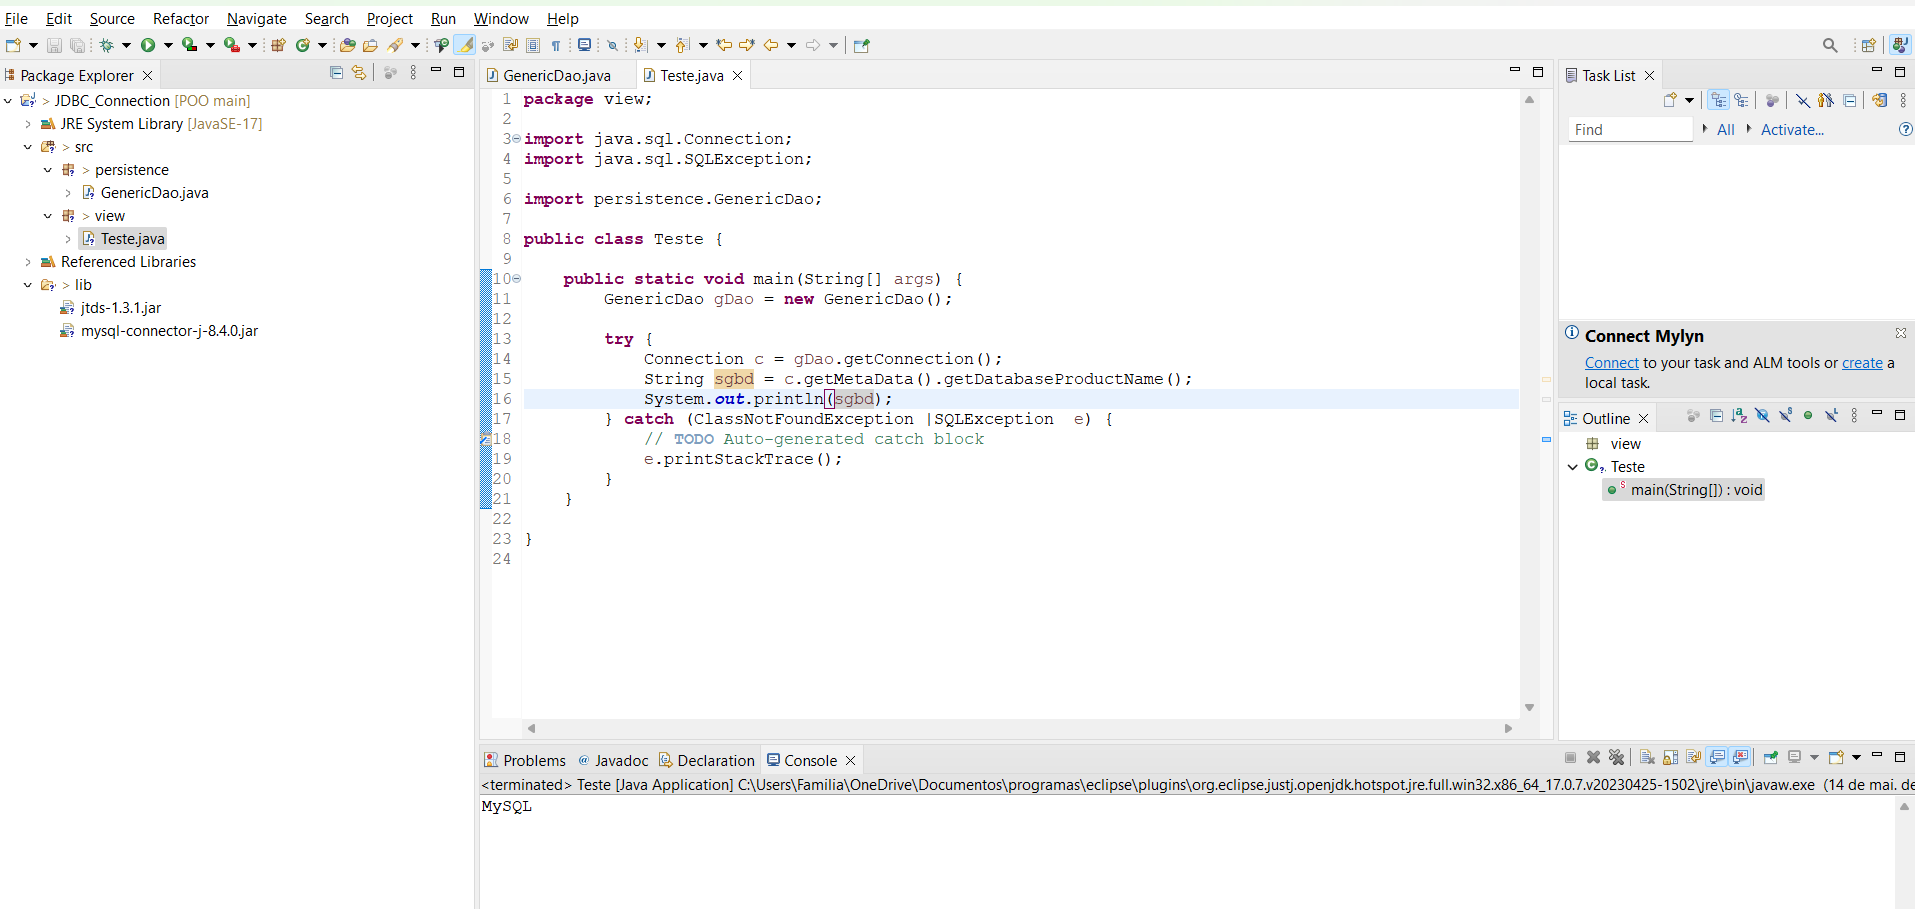 File Edit Source Refactor Navigate Search Project Run Window Help
Package Explorer
> JDBC_Connection [POO main]
JRE System Library [JavaSE-17]
> src
> persistence
GenericDao.java
> view
Teste.java
Referenced Libraries
> lib
jtds-1.3.1.jar
mysql-connector-j-8.4.0.jar
GenericDao.java Teste.java
1 package view;
2
3 import java.sql.Connection;
4 import java.sql.SQLException;
5
6 import persistence.GenericDao;
7
8 public class Teste {
9
10 public static void main(String[] args) {
11 GenericDao gDao = new GenericDao();
12
13 try {
14 Connection c = gDao.getConnection();
15 String sgbd = c.getMetaData().getDatabaseProductName();
16 System.out.println(sgbd);
17 } catch (ClassNotFoundException |SQLException e) {
18 // TODO Auto-generated catch block
19 e.printStackTrace();
20 }
21 }
22
23 }
24
Task List
Find All Activate...
Connect Mylyn
Connect to your task and ALM tools or create a
local task.
Outline
view
Teste
main(String[]) : void
Problems @ Javadoc Declaration Console
<terminated> Teste [Java Application] C:\Users\Familia\OneDrive\Documentos\programas\eclipse\plugins\org.eclipse.justj.openjdk.hotspot.jre.full.win32.x86_64_17.0.7.v20230425-1502\jre\bin\javaw.exe (14 de mai. de
MySQL